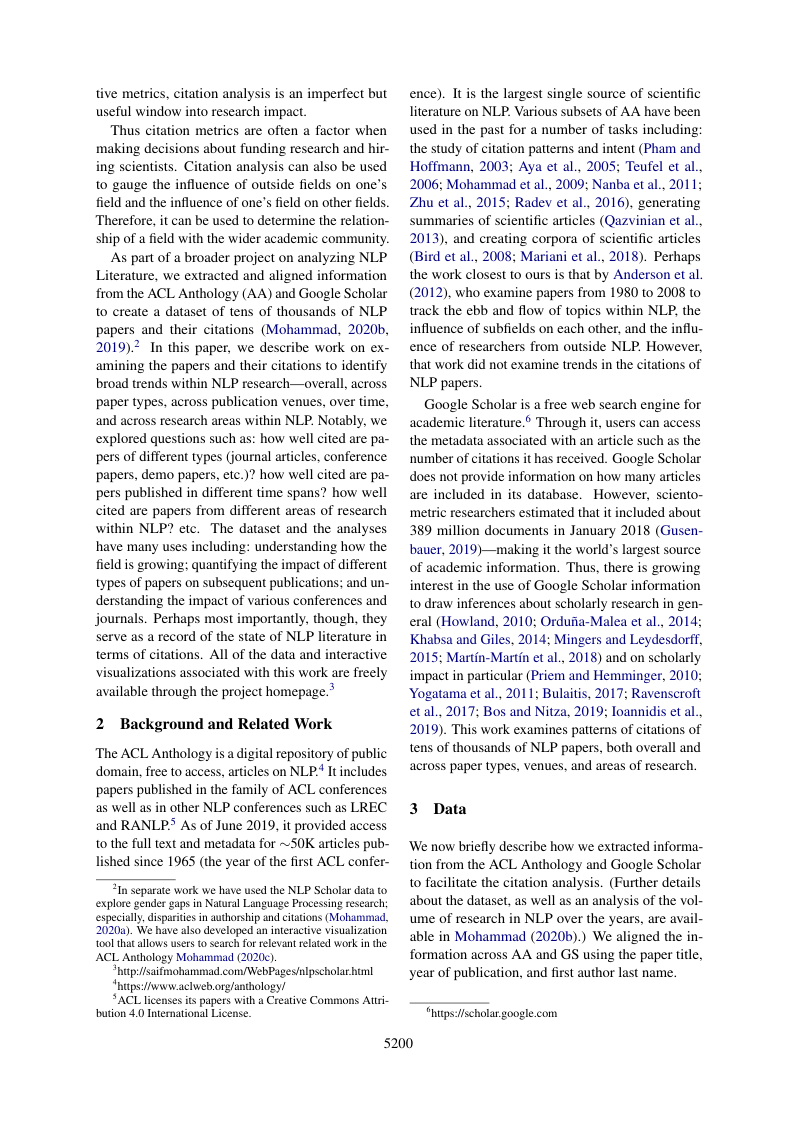 tive metrics, citation analysis is an imperfect but
useful window into research impact.
Thus citation metrics are often a factor when
making decisions about funding research and hir-
ing scientists. Citation analysis can also be used
to gauge the influence of outside fields on one's
field and the influence of one's field on other fields.
Therefore, it can be used to determine the relation-
ship of a field with the wider academic community.
As part of a broader project on analyzing NLP
Literature, we extracted and aligned information
from the ACL Anthology (AA) and Google Scholar
to create a dataset of tens of thousands of NLP
papers and their citations (Mohammad, 2020b,
2019).2 In this paper, we describe work on ex-
amining the papers and their citations to identify
broad trends within NLP research—overall, across
paper types, across publication venues, over time,
and across research areas within NLP. Notably, we
explored questions such as: how well cited are pa-
pers of different types (journal articles, conference
papers, demo papers, etc.)? how well cited are pa-
pers published in different time spans? how well
cited are papers from different areas of research
within NLP? etc. The dataset and the analyses
have many uses including: understanding how the
field is growing; quantifying the impact of different
types of papers on subsequent publications; and un-
derstanding the impact of various conferences and
journals. Perhaps most importantly, though, they
serve as a record of the state of NLP literature in
terms of citations. All of the data and interactive
visualizations associated with this work are freely
available through the project homepage.3
2 Background and Related Work
The ACL Anthology is a digital repository of public
domain, free to access, articles on NLP.4 It includes
papers published in the family of ACL conferences
as well as in other NLP conferences such as LREC
and RANLP.5 As of June 2019, it provided access
to the full text and metadata for ∼50K articles pub-
lished since 1965 (the year of the first ACL confer-
2In separate work we have used the NLP Scholar data to
explore gender gaps in Natural Language Processing research;
especially, disparities in authorship and citations (Mohammad,
2020a). We have also developed an interactive visualization
tool that allows users to search for relevant related work in the
ACL Anthology Mohammad (2020c).
3http://saifmohammad.com/WebPages/nlpscholar.html
4https://www.aclweb.org/anthology/
5ACL licenses its papers with a Creative Commons Attri-
bution 4.0 International License.
ence). It is the largest single source of scientific
literature on NLP. Various subsets of AA have been
used in the past for a number of tasks including:
the study of citation patterns and intent (Pham and
Hoffmann, 2003; Aya et al., 2005; Teufel et al.,
2006; Mohammad et al., 2009; Nanba et al., 2011;
Zhu et al., 2015; Radev et al., 2016), generating
summaries of scientific articles (Qazvinian et al.,
2013), and creating corpora of scientific articles
(Bird et al., 2008; Mariani et al., 2018). Perhaps
the work closest to ours is that by Anderson et al.
(2012), who examine papers from 1980 to 2008 to
track the ebb and flow of topics within NLP, the
influence of subfields on each other, and the influ-
ence of researchers from outside NLP. However,
that work did not examine trends in the citations of
NLP papers.
Google Scholar is a free web search engine for
academic literature.6 Through it, users can access
the metadata associated with an article such as the
number of citations it has received. Google Scholar
does not provide information on how many articles
are included in its database. However, sciento-
metric researchers estimated that it included about
389 million documents in January 2018 (Gusen-
bauer, 2019)—making it the world's largest source
of academic information. Thus, there is growing
interest in the use of Google Scholar information
to draw inferences about scholarly research in gen-
eral (Howland, 2010; Orduña-Malea et al., 2014;
Khabsa and Giles, 2014; Mingers and Leydesdorff,
2015; Martín-Martín et al., 2018) and on scholarly
impact in particular (Priem and Hemminger, 2010;
Yogatama et al., 2011; Bulaitis, 2017; Ravenscroft
et al., 2017; Bos and Nitza, 2019; Ioannidis et al.,
2019). This work examines patterns of citations of
tens of thousands of NLP papers, both overall and
across paper types, venues, and areas of research.
3 Data
We now briefly describe how we extracted informa-
tion from the ACL Anthology and Google Scholar
to facilitate the citation analysis. (Further details
about the dataset, as well as an analysis of the vol-
ume of research in NLP over the years, are avail-
able in Mohammad (2020b).) We aligned the in-
formation across AA and GS using the paper title,
year of publication, and first author last name.
6https://scholar.google.com
5200